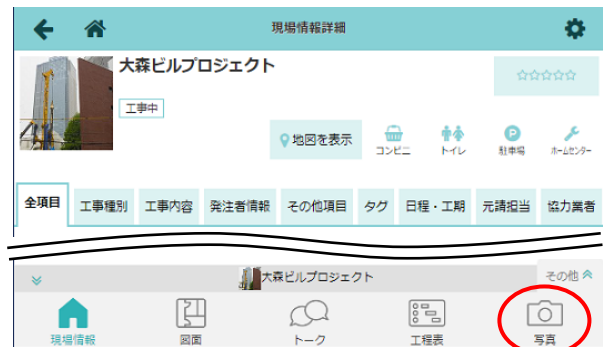 現場情報詳細
大森ビルプロジェクト
☆☆☆☆☆
工事中
地図を表示
コンビニ
トイレ
P
駐車場
ホームセンター
全項目 工事種別 工事内容 発注者情報 その他項目 タグ 日程・工期 元請担当 協力業者
大森ビルプロジェクト その他
現場情報 図面 トーク 工程表 写真